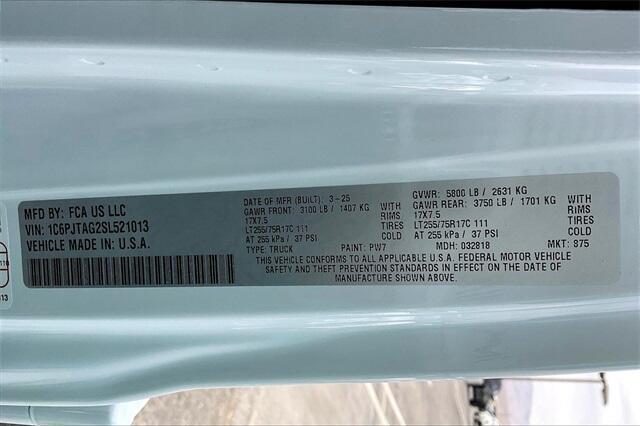 MFD BY: FCA US LLC
VIN: 1C6PJTAG2SL521013
VEHICLE MADE IN U.S.A.
DATE OF MFR (BUILT): 3-25
GAWR FRONT: 3100 LB / 1407 KG WITH
17X7.5 RIMS
LT255/75R17C 111 TIRES
AT 255 kPa / 37 PSI COLD
TYPE: TRUCK PAINT: PW7
GVWR: 5800 LB / 2631 KG
GAWR REAR: 3750 LB / 1701 KG WITH
17X7.5 RIMS
LT255/75R17C 111 TIRES
AT 255 kPa / 37 PSI COLD
MDH: 032818 MKT: 875
THIS VEHICLE CONFORMS TO ALL APPLICABLE U.S.A. FEDERAL MOTOR VEHICLE
SAFETY AND THEFT PREVENTION STANDARDS IN EFFECT ON THE DATE OF
MANUFACTURE SHOWN ABOVE.